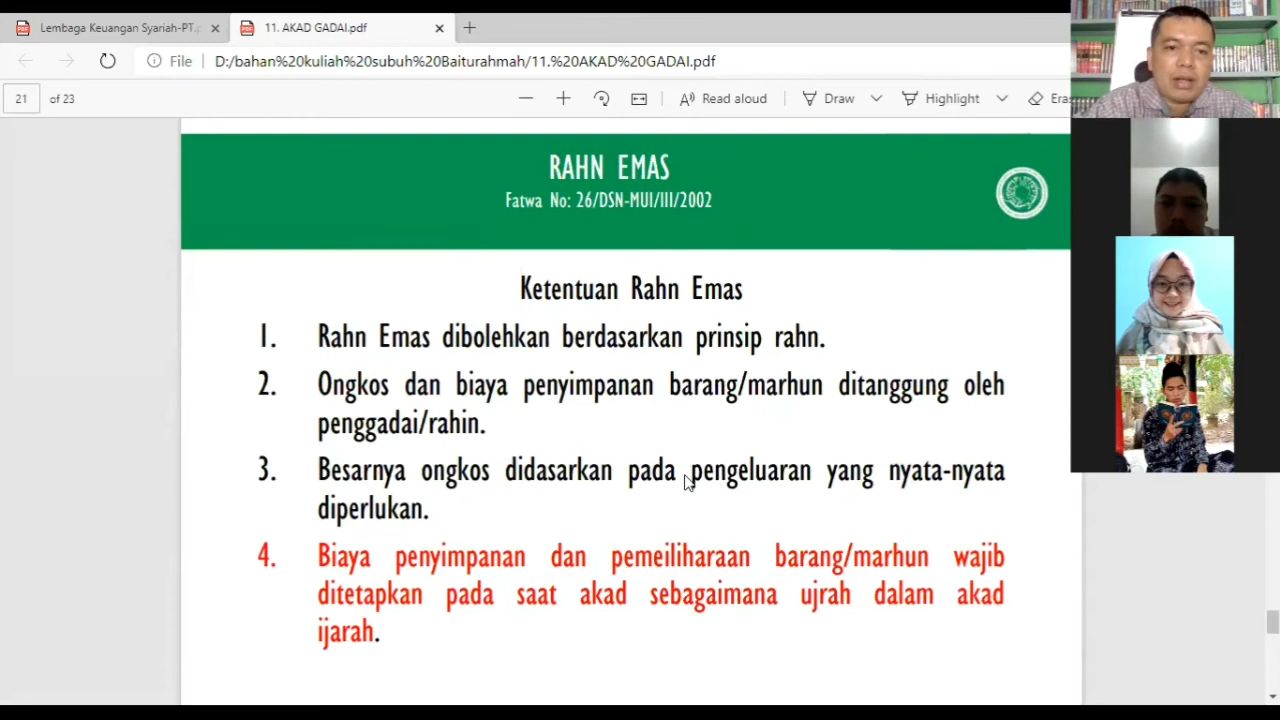 Lembaga Keuangan Syariah-PT.p
11. AKAD GADAI.pdf
File
D:/bahan%20kuliah%20subuh%20Baiturahmah/11.%20AKAD%20GADAI.pdf
21 of 23
Read aloud
Draw
Highlight
Eras
RAHN EMAS
Fatwa No: 26/DSN-MUI/III/2002
Ketentuan Rahn Emas
1. Rahn Emas dibolehkan berdasarkan prinsip rahn.
2. Ongkos dan biaya penyimpanan barang/marhun ditanggung oleh
penggadai/rahin.
3. Besarnya ongkos didasarkan pada pengeluaran yang nyata-nyata
diperlukan.
4. Biaya penyimpanan dan pemeiliharaan barang/marhun wajib
ditetapkan pada saat akad sebagaimana ujrah dalam akad
ijarah.